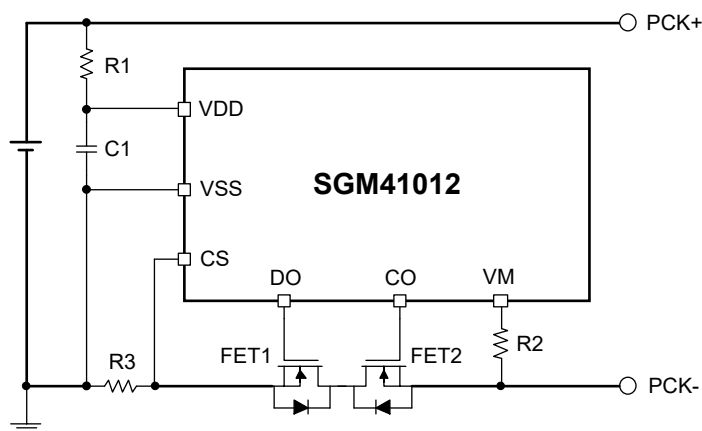 PCK+
R1
VDD
C1
SGM41012
VSS
CS
DO
CO
VM
R3
FET1
FET2
R2
PCK-